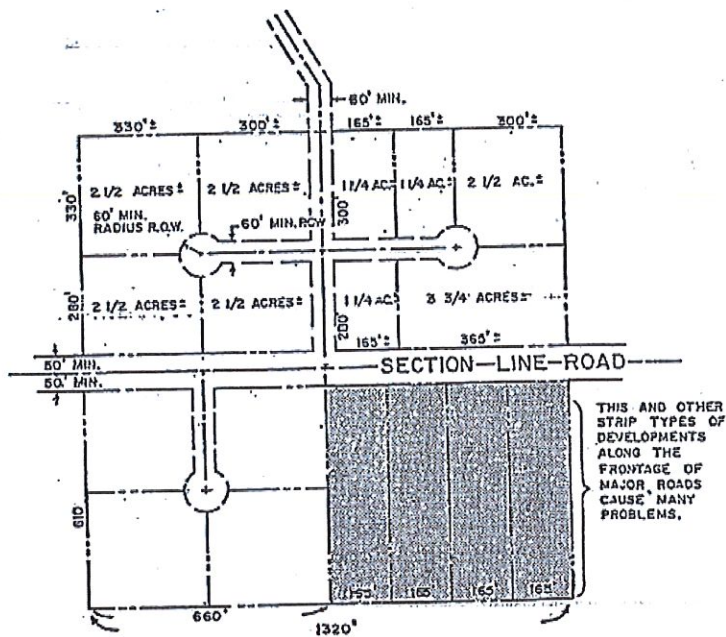 60' MIN.
330'± 300'± 165'± 165'± 300'±
330'
2 1/2 ACRES± 2 1/2 ACRES± 1 1/4 AC.± 1 1/4 AC.± 2 1/2 AC.±
60' MIN.
RADIUS R.O.W.
60' MIN. ROW
300'
280'
2 1/2 ACRES± 2 1/2 ACRES± 1 1/4 AC.± 3 3/4 ACRES±
280'
165'± 365'±
50' MIN.
SECTION-LINE-ROAD
50' MIN.
THIS AND OTHER
STRIP TYPES OF
DEVELOPMENTS
ALONG THE
FRONTAGE OF
MAJOR ROADS
CAUSE MANY
PROBLEMS.
610'
165' 165' 165' 165'
660'
1320'